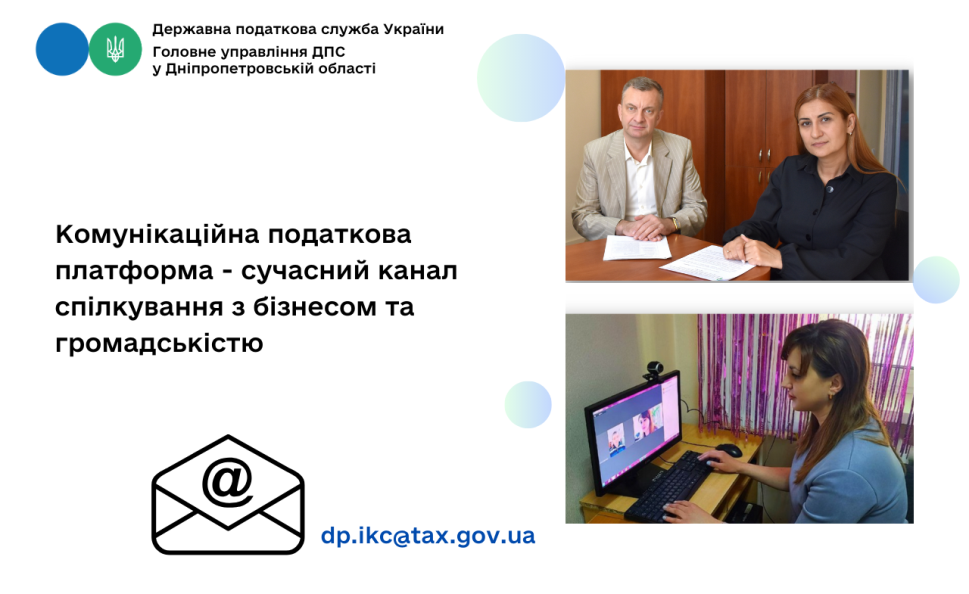 Державна податкова служба України
Головне управління ДПС
у Дніпропетровській області
Комунікаційна податкова
платформа - сучасний канал
спілкування з бізнесом та
громадськістю
@
dp.ikc@tax.gov.ua